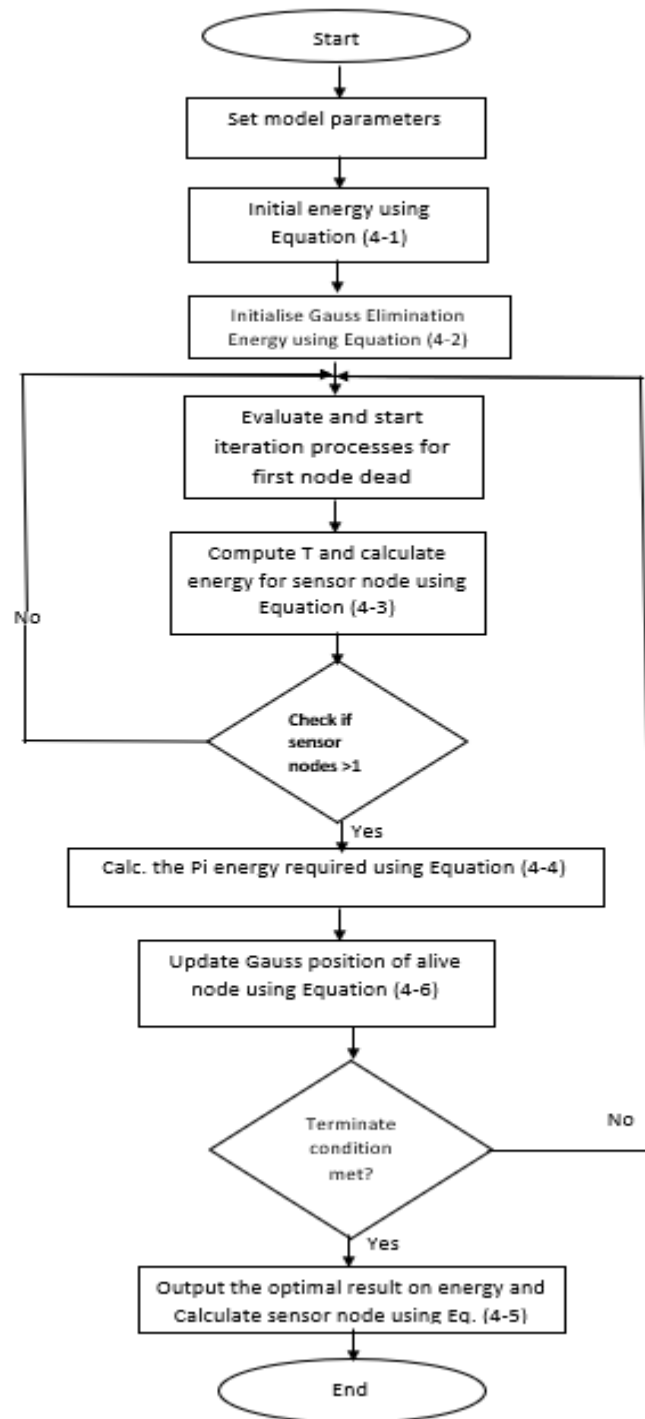 Start
Set model parameters
Initial energy using
Equation (4-1)
Initialise Gauss Elimination
Energy using Equation (4-2)
Evaluate and start
iteration processes for
first node dead
Compute T and calculate
energy for sensor node using
Equation (4-3)
No
Check if
sensor
nodes >1
Yes
Calc. the Pi energy required using Equation (4-4)
Update Gauss position of alive
node using Equation (4-6)
Terminate
condition
met?
No
Yes
Output the optimal result on energy and
Calculate sensor node using Eq. (4-5)
End